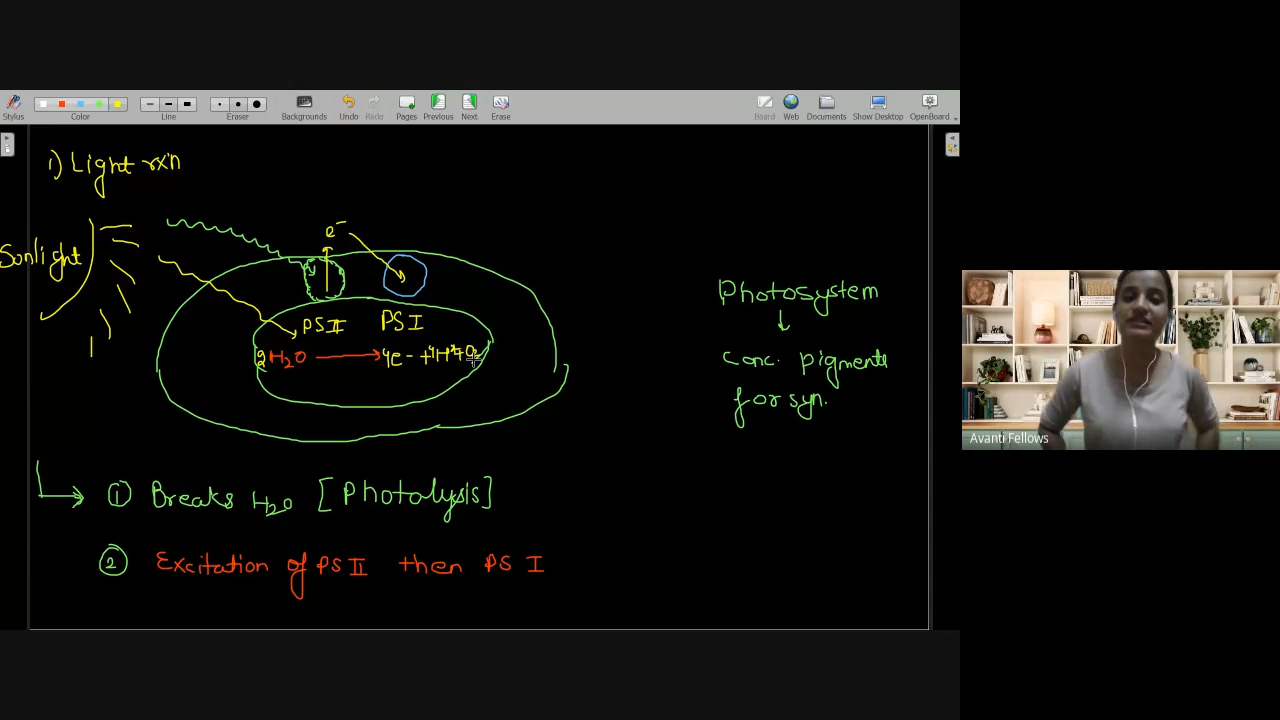 Stylus
Color
Line
Eraser
Backgrounds
Undo
Redo
Pages
Previous
Next
Erase
Board
Web
Documents
Show Desktop
OpenBoard
1) Light rxn
Sunlight
e-
PS II PS I
2H2O → 4e- + 4H+ + O2
Photosystem
↓
conc. pigments
for syn.
Avanti Fellows
① Breaks H2O [Photolysis]
② Excitation of PS II then PS I